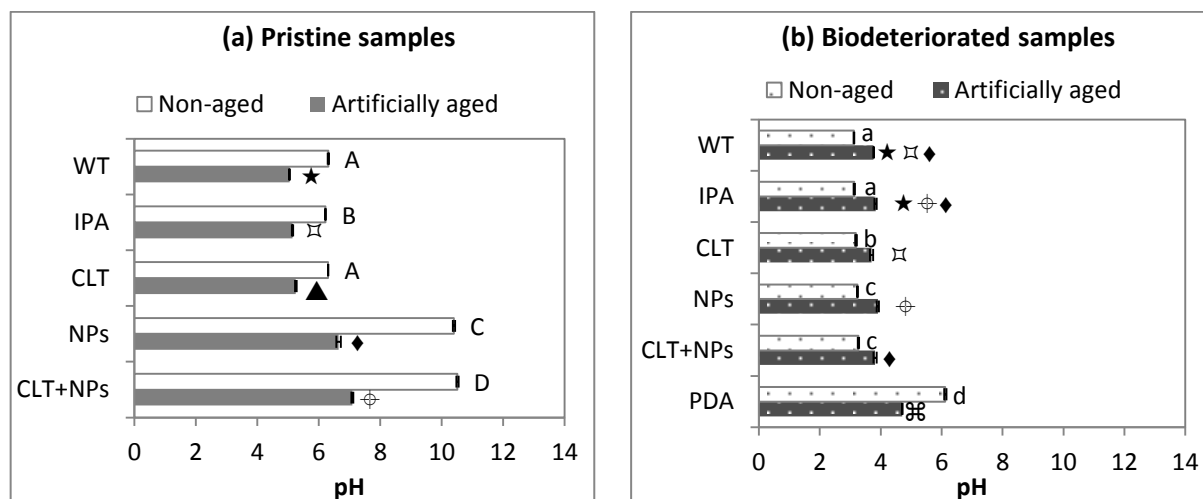 (a) Pristine samples
Non-aged Artificially aged
WT A ★
IPA B ⌑
CLT A ▲
NPs C ♦
CLT+NPs D ⌖
0 2 4 6 8 10 12 14
pH
(b) Biodeteriorated samples
Non-aged Artificially aged
WT a ★ ⌑ ♦
IPA a ★ ⌖ ♦
CLT b ⌑
NPs c ⌖
CLT+NPs c ♦
PDA d ⌘
0 2 4 6 8 10 12 14
pH